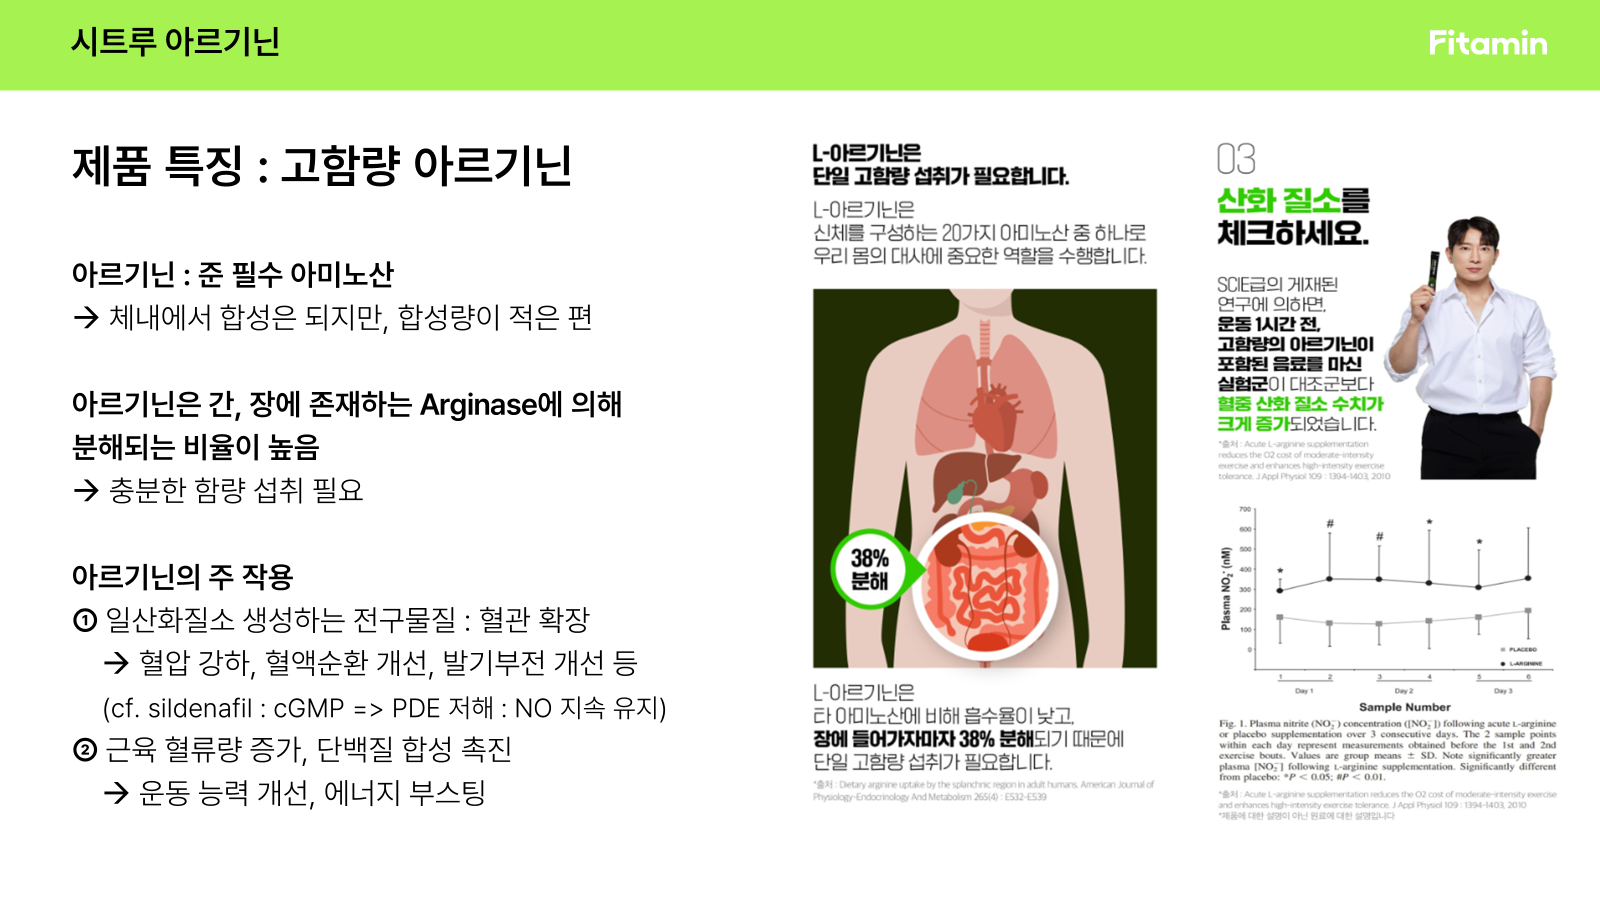 시트루 아르기닌
Fitamin
제품 특징 : 고함량 아르기닌
아르기닌 : 준 필수 아미노산
→ 체내에서 합성은 되지만, 합성량이 적은 편
아르기닌은 간, 장에 존재하는 Arginase에 의해
분해되는 비율이 높음
→ 충분한 함량 섭취 필요
아르기닌의 주 작용
① 일산화질소 생성하는 전구물질 : 혈관 확장
→ 혈압 강하, 혈액순환 개선, 발기부전 개선 등
(cf. sildenafil : cGMP => PDE 저해 : NO 지속 유지)
② 근육 혈류량 증가, 단백질 합성 촉진
→ 운동 능력 개선, 에너지 부스팅
L-아르기닌은
단일 고함량 섭취가 필요합니다.
L-아르기닌은
신체를 구성하는 20가지 아미노산 중 하나로
우리 몸의 대사에 중요한 역할을 수행합니다.
38%
분해
L-아르기닌은
타 아미노산에 비해 흡수율이 낮고,
장에 들어가자마자 38% 분해되기 때문에
단일 고함량 섭취가 필요합니다.
*출처 : Dietary arginine uptake by the splanchnic region in adult humans. American Journal of
Physiology-Endocrinology And Metabolism 265(4) : E532-E539
03
산화 질소를
체크하세요.
SCIE급의 게재된
연구에 의하면,
운동 1시간 전,
고함량의 아르기닌이
포함된 음료를 마신
실험군이 대조군보다
혈중 산화 질소 수치가
크게 증가되었습니다.
*출처 : Acute L-arginine supplementation
reduces the O2 cost of moderate-intensity
exercise and enhances high-intensity exercise
tolerance. J Appl Physiol 109 : 1394-1403, 2010
Plasma NO₂⁻ (nM)
700
600
500
400
300
200
100
0
* # # * *
PLACEBO
L-ARGININE
1 2 3 4 5 6
Day 1 Day 2 Day 3
Sample Number
Fig. 1. Plasma nitrite (NO₂⁻) concentration ([NO₂⁻]) following acute L-arginine
or placebo supplementation over 3 consecutive days. The 2 sample points
within each day represent measurements obtained before the 1st and 2nd
exercise bouts. Values are group means ± SD. Note significantly greater
plasma [NO₂⁻] following L-arginine supplementation. Significantly different
from placebo: *P < 0.05; #P < 0.01.
*출처 : Acute L-arginine supplementation reduces the O2 cost of moderate-intensity exercise
and enhances high-intensity exercise tolerance. J Appl Physiol 109 : 1394-1403, 2010
*제품에 대한 설명이 아닌 원료에 대한 설명입니다